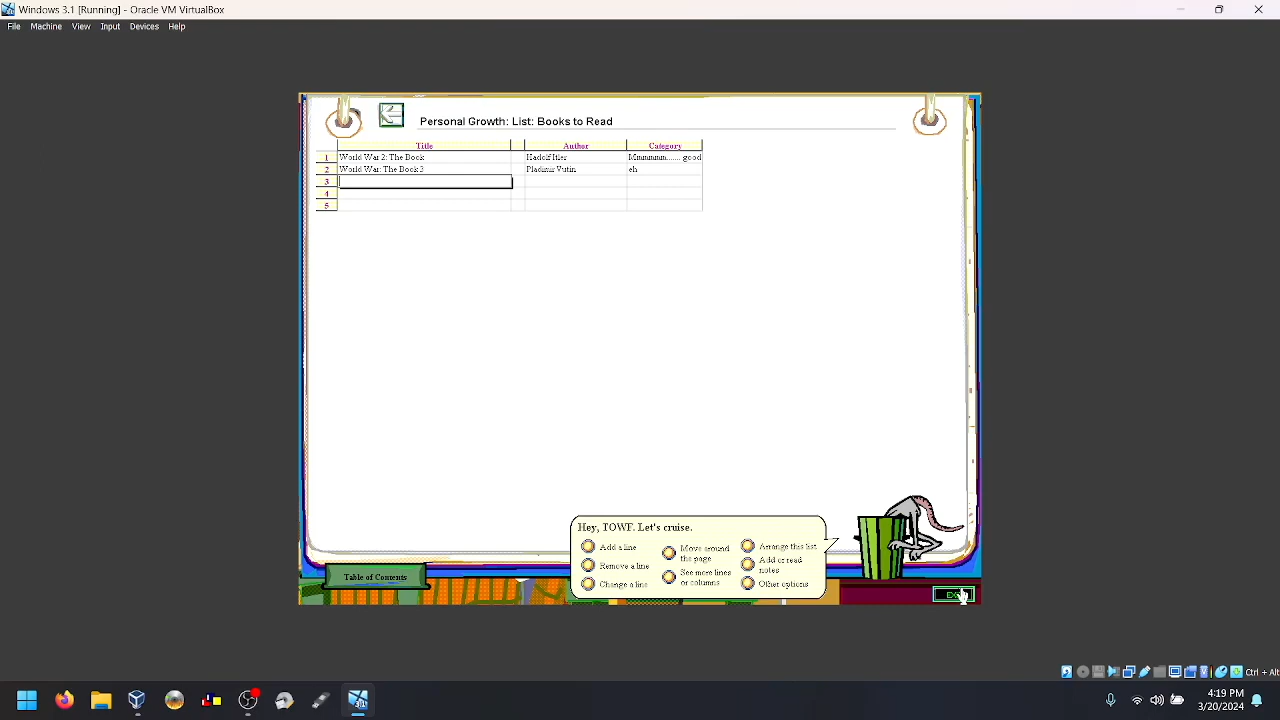 Windows 3.1 [Running] - Oracle VM VirtualBox
File Machine View Input Devices Help
Personal Growth: List: Books to Read
Title Author Category
1 World War 2: The Book Hadolf Itler Mmmmmm....... good
2 World War: The Book 3 Pladimir Vutin eh
3
4
5
Hey, TOWF. Let's cruise.
Add a line
Remove a line
Change a line
Move around
the page
See more lines
or columns
Arrange this list
Add or read
notes
Other options
Table of Contents
Ctrl + Alt
4:19 PM
3/20/2024